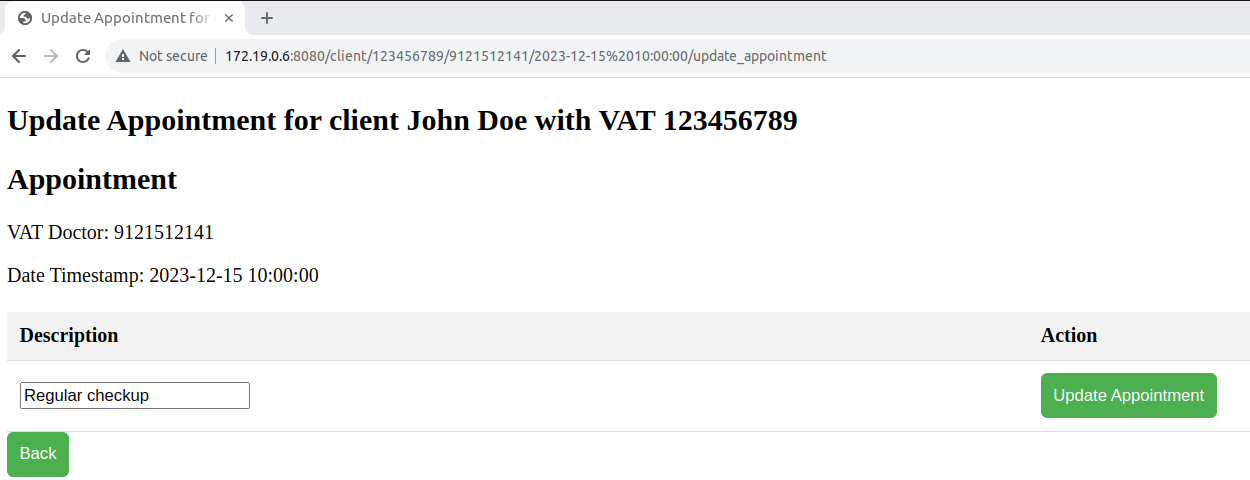 Update Appointment for
Not secure 172.19.0.6:8080/client/123456789/9121512141/2023-12-15%2010:00:00/update_appointment
Update Appointment for client John Doe with VAT 123456789
Appointment
VAT Doctor: 9121512141
Date Timestamp: 2023-12-15 10:00:00
Description Action
Regular checkup Update Appointment
Back